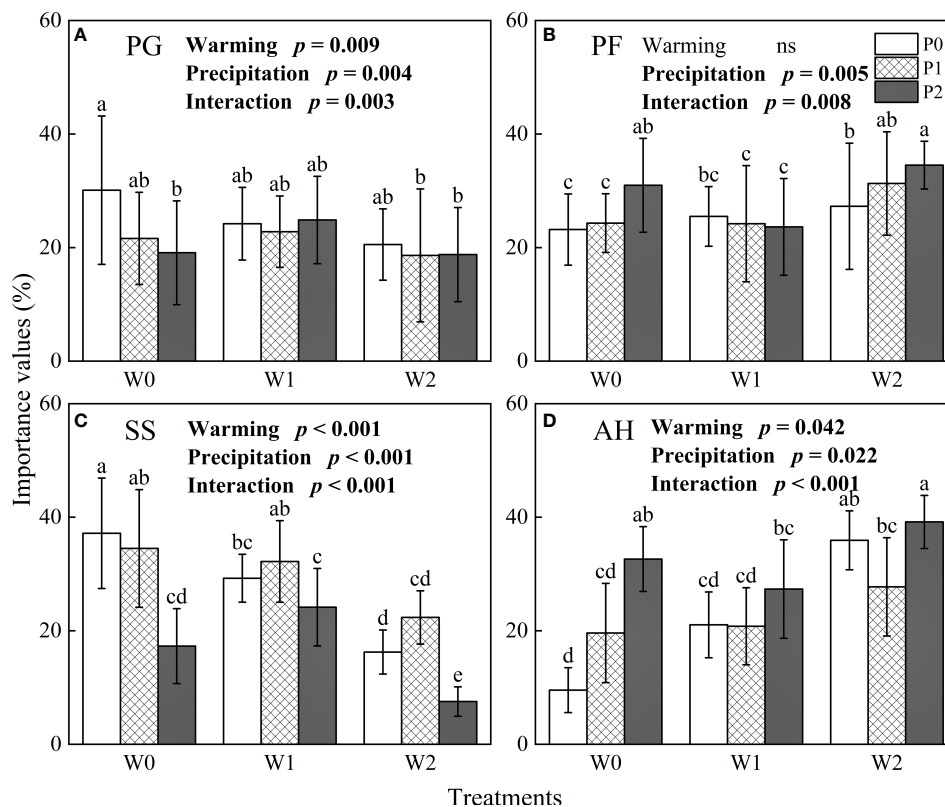 Importance values (%)
A PG
Warming p = 0.009
Precipitation p = 0.004
Interaction p = 0.003
60
40
20
0
a ab b ab ab ab ab b b
W0 W1 W2
B PF
Warming ns
Precipitation p = 0.005
Interaction p = 0.008
P0
P1
P2
c c ab bc c c b ab a
W0 W1 W2
C SS
Warming p < 0.001
Precipitation p < 0.001
Interaction p < 0.001
60
40
20
0
a ab cd bc ab c d cd e
W0 W1 W2
D AH
Warming p = 0.042
Precipitation p = 0.022
Interaction p < 0.001
60
40
20
0
d cd ab cd cd bc ab bc a
W0 W1 W2
Treatments